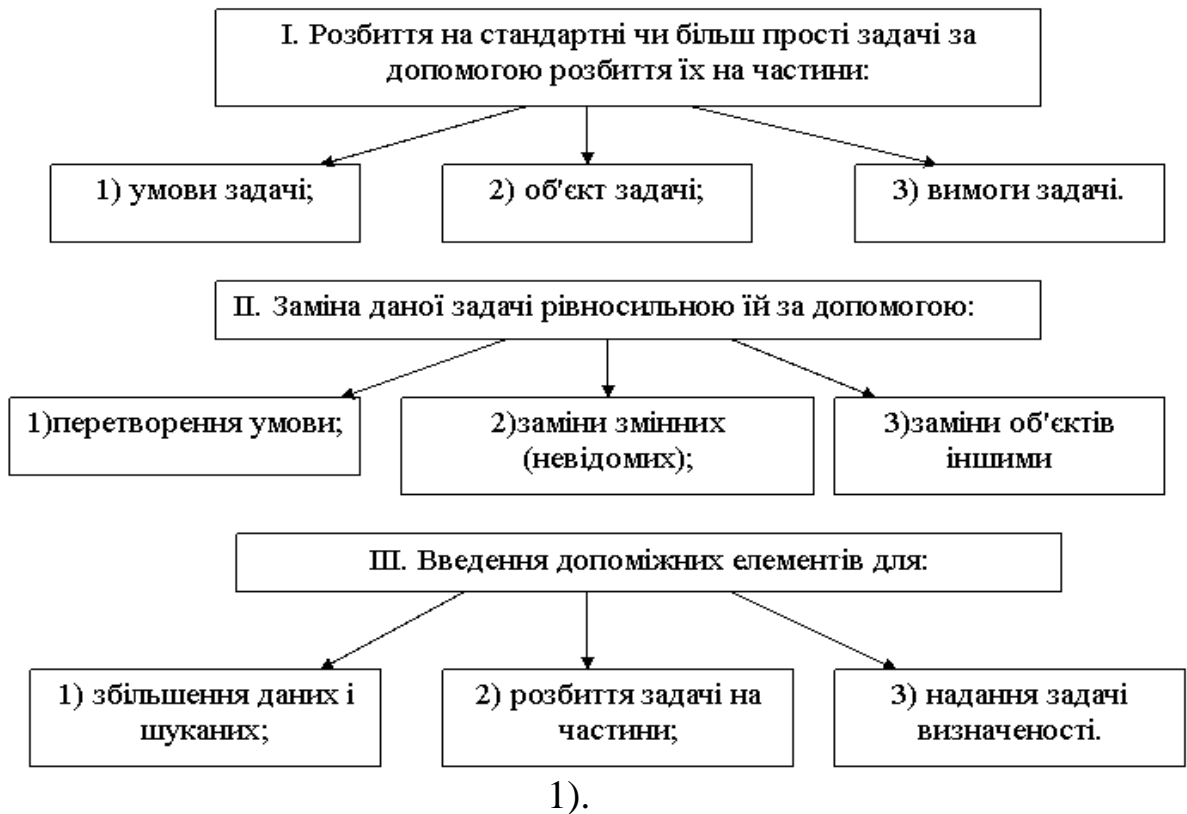 I. Розбиття на стандартні чи більш прості задачі за
допомогою розбиття їх на частини:
1) умови задачі;
2) об'єкт задачі;
3) вимоги задачі.
II. Заміна даної задачі рівносильною їй за допомогою:
1)перетворення умови;
2)заміни змінних
(невідомих);
3)заміни об'єктів
іншими
III. Введення допоміжних елементів для:
1) збільшення даних і
шуканих;
2) розбиття задачі на
частини;
3) надання задачі
визначеності.
1).